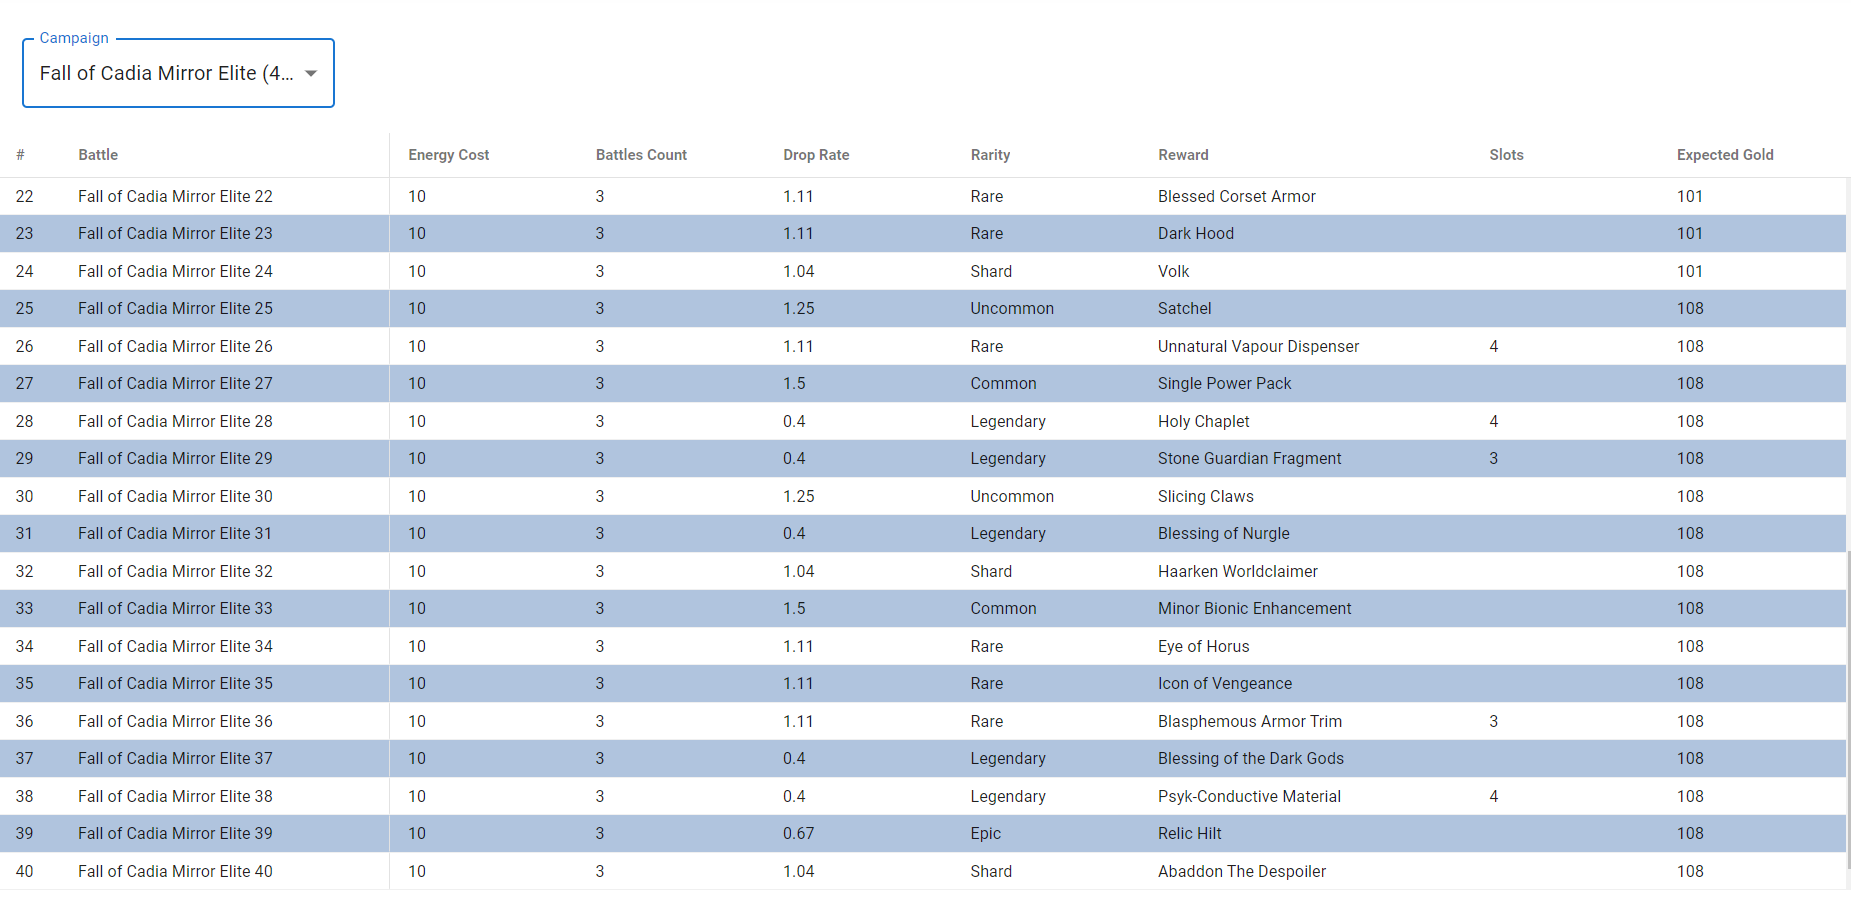 Campaign
Fall of Cadia Mirror Elite (4...
# Battle Energy Cost Battles Count Drop Rate Rarity Reward Slots Expected Gold
22 Fall of Cadia Mirror Elite 22 10 3 1.11 Rare Blessed Corset Armor 101
23 Fall of Cadia Mirror Elite 23 10 3 1.11 Rare Dark Hood 101
24 Fall of Cadia Mirror Elite 24 10 3 1.04 Shard Volk 101
25 Fall of Cadia Mirror Elite 25 10 3 1.25 Uncommon Satchel 108
26 Fall of Cadia Mirror Elite 26 10 3 1.11 Rare Unnatural Vapour Dispenser 4 108
27 Fall of Cadia Mirror Elite 27 10 3 1.5 Common Single Power Pack 108
28 Fall of Cadia Mirror Elite 28 10 3 0.4 Legendary Holy Chaplet 4 108
29 Fall of Cadia Mirror Elite 29 10 3 0.4 Legendary Stone Guardian Fragment 3 108
30 Fall of Cadia Mirror Elite 30 10 3 1.25 Uncommon Slicing Claws 108
31 Fall of Cadia Mirror Elite 31 10 3 0.4 Legendary Blessing of Nurgle 108
32 Fall of Cadia Mirror Elite 32 10 3 1.04 Shard Haarken Worldclaimer 108
33 Fall of Cadia Mirror Elite 33 10 3 1.5 Common Minor Bionic Enhancement 108
34 Fall of Cadia Mirror Elite 34 10 3 1.11 Rare Eye of Horus 108
35 Fall of Cadia Mirror Elite 35 10 3 1.11 Rare Icon of Vengeance 108
36 Fall of Cadia Mirror Elite 36 10 3 1.11 Rare Blasphemous Armor Trim 3 108
37 Fall of Cadia Mirror Elite 37 10 3 0.4 Legendary Blessing of the Dark Gods 108
38 Fall of Cadia Mirror Elite 38 10 3 0.4 Legendary Psyk-Conductive Material 4 108
39 Fall of Cadia Mirror Elite 39 10 3 0.67 Epic Relic Hilt 108
40 Fall of Cadia Mirror Elite 40 10 3 1.04 Shard Abaddon The Despoiler 108